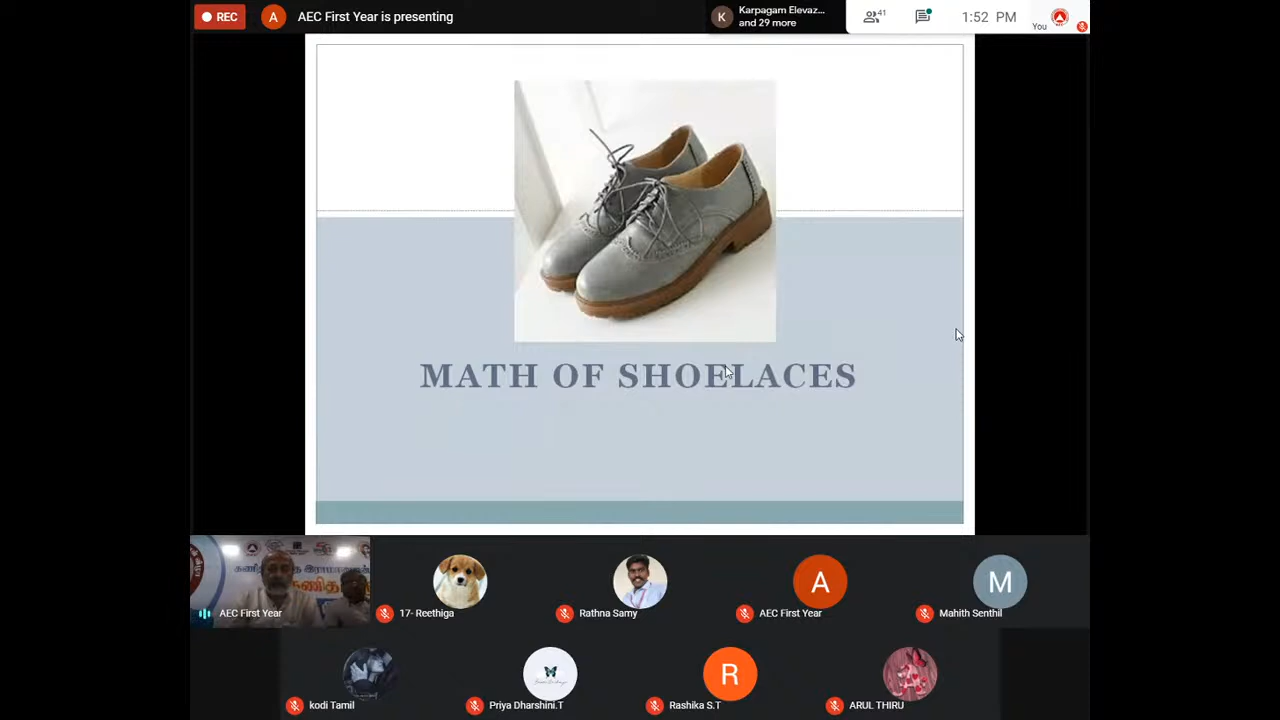 REC
A
AEC First Year is presenting
K
Karpagam Elevaz...
and 29 more
41
1:52 PM
You
MATH OF SHOELACES
AEC First Year
17- Reethiga
Rathna Samy
A
AEC First Year
M
Mahith Senthil
kodi Tamil
Priya Dharshini.T
R
Rashika S.T
ARUL THIRU